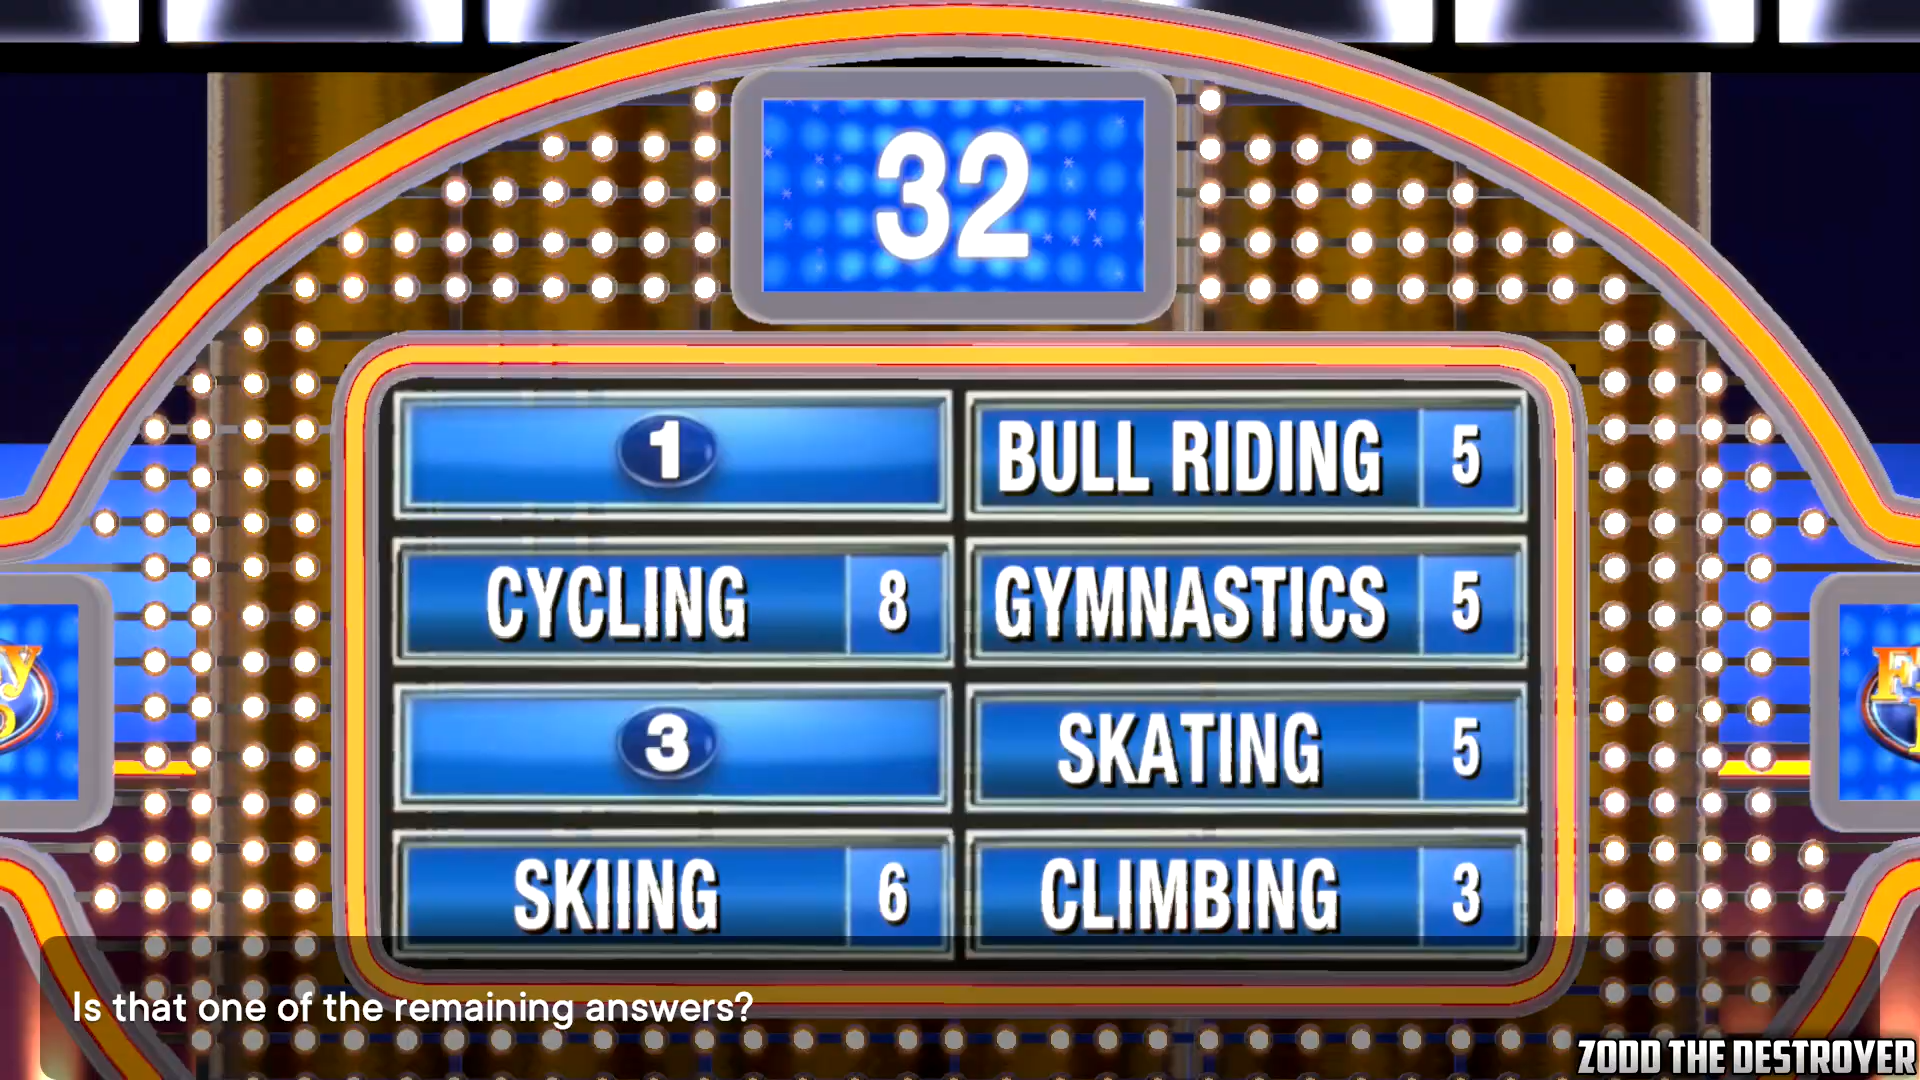 32
1
BULL RIDING 5
CYCLING 8
GYMNASTICS 5
3
SKATING 5
SKIING 6
CLIMBING 3
Is that one of the remaining answers?
ZODD THE DESTROYER